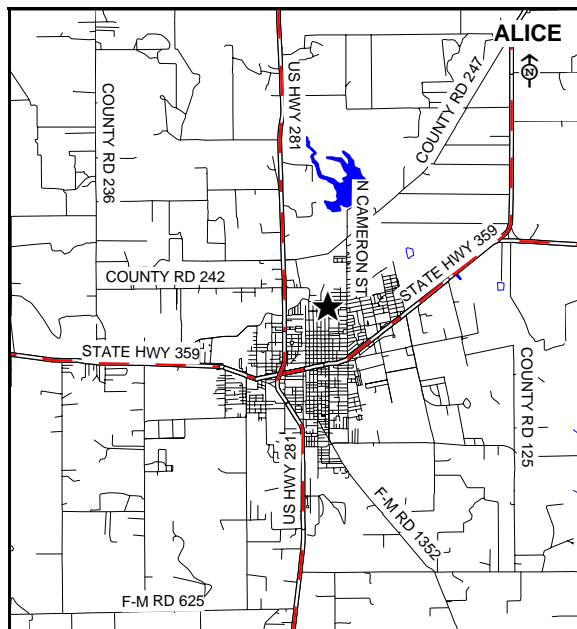 ALICE
N
US HWY 281
COUNTY RD 247
COUNTY RD 236
N CAMERON ST
COUNTY RD 242
STATE HWY 359
STATE HWY 359
COUNTY RD 125
US HWY 281
F-M RD 1352
F-M RD 625